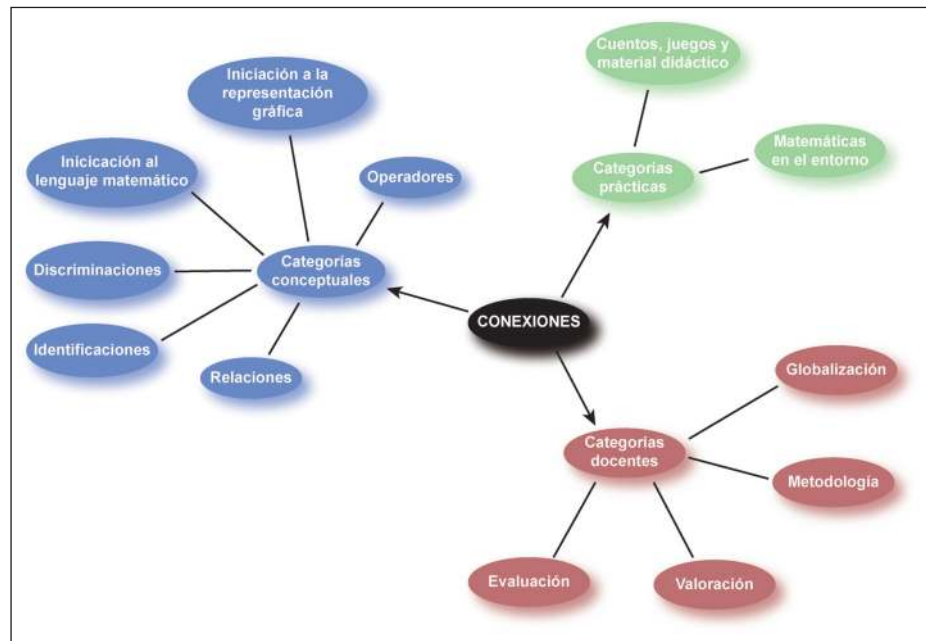 Cuentos, juegos y
material didáctico
Iniciación a la
representación
gráfica
Matemáticas
en el entorno
Categorías
prácticas
Inicicación al
lenguaje matemático
Operadores
Discriminaciones
Categorías
conceptuales
CONEXIONES
Identificaciones
Relaciones
Globalización
Categorías
docentes
Metodología
Evaluación
Valoración